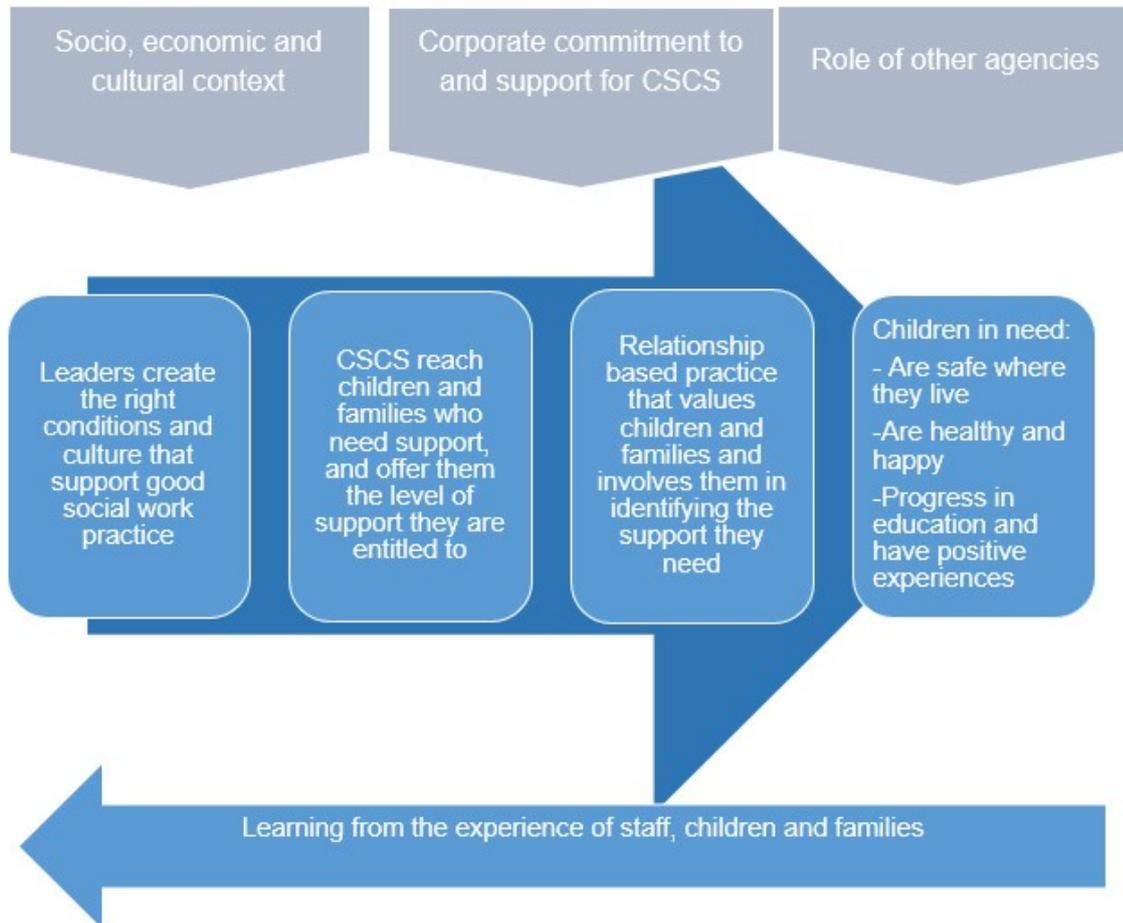 Socio, economic and
cultural context
Corporate commitment to
and support for CSCS
Role of other agencies
Leaders create
the right
conditions and
culture that
support good
social work
practice
CSCS reach
children and
families who
need support,
and offer them
the level of
support they are
entitled to
Relationship
based practice
that values
children and
families and
involves them in
identifying the
support they
need
Children in need:
- Are safe where
they live
-Are healthy and
happy
-Progress in
education and
have positive
experiences
Learning from the experience of staff, children and families